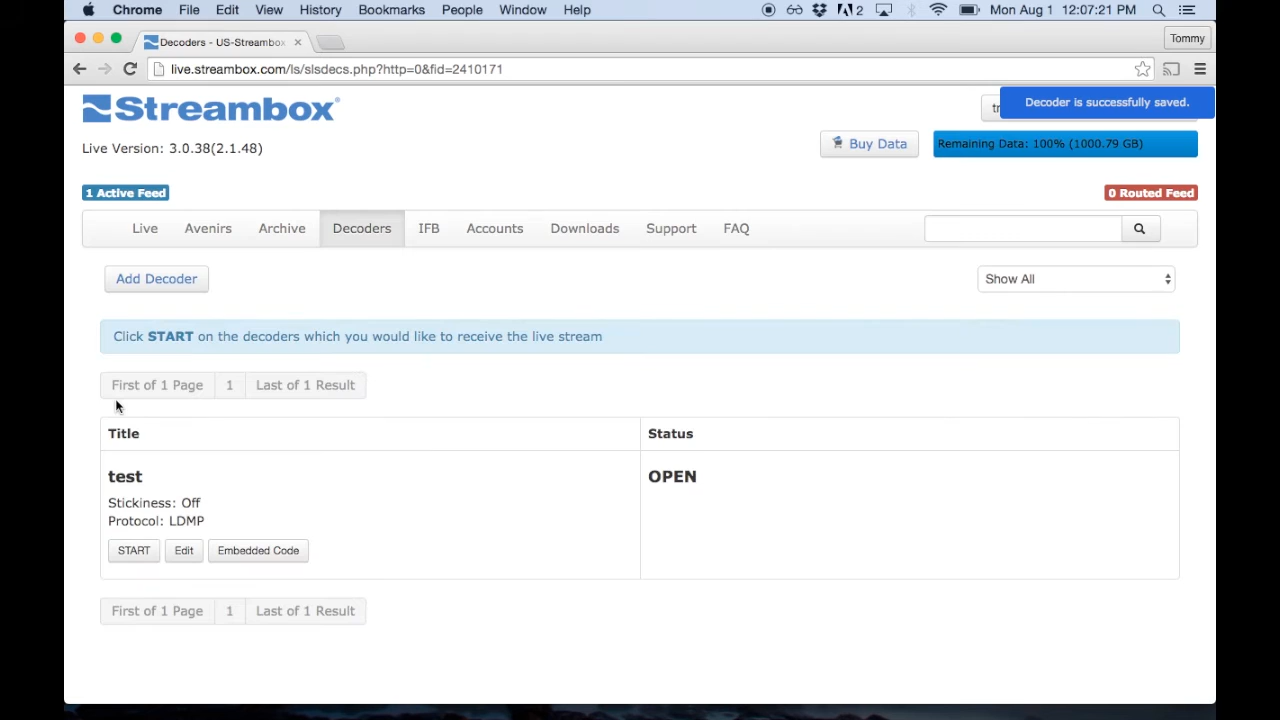 Chrome File Edit View History Bookmarks People Window Help 2 Mon Aug 1 12:07:21 PM
Decoders - US-Streambox Tommy
live.streambox.com/ls/slsdecs.php?http=0&fid=2410171
Streambox
Decoder is successfully saved.
Live Version: 3.0.38(2.1.48)
Buy Data Remaining Data: 100% (1000.79 GB)
1 Active Feed 0 Routed Feed
Live Avenirs Archive Decoders IFB Accounts Downloads Support FAQ
Add Decoder Show All
Click START on the decoders which you would like to receive the live stream
First of 1 Page 1 Last of 1 Result
Title Status
test OPEN
Stickiness: Off
Protocol: LDMP
START Edit Embedded Code
First of 1 Page 1 Last of 1 Result